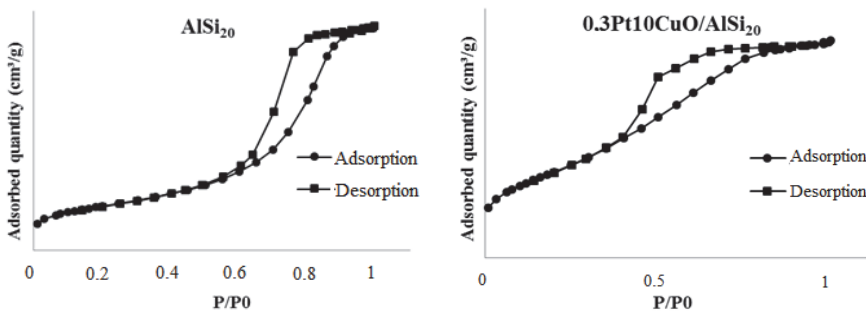 AlSi₂₀
Adsorbed quantity (cm³/g)
Adsorption
Desorption
0 0.2 0.4 0.6 0.8 1
P/P0
0.3Pt10CuO/AlSi₂₀
Adsorbed quantity (cm³/g)
Adsorption
Desorption
0 0.5 1
P/P0